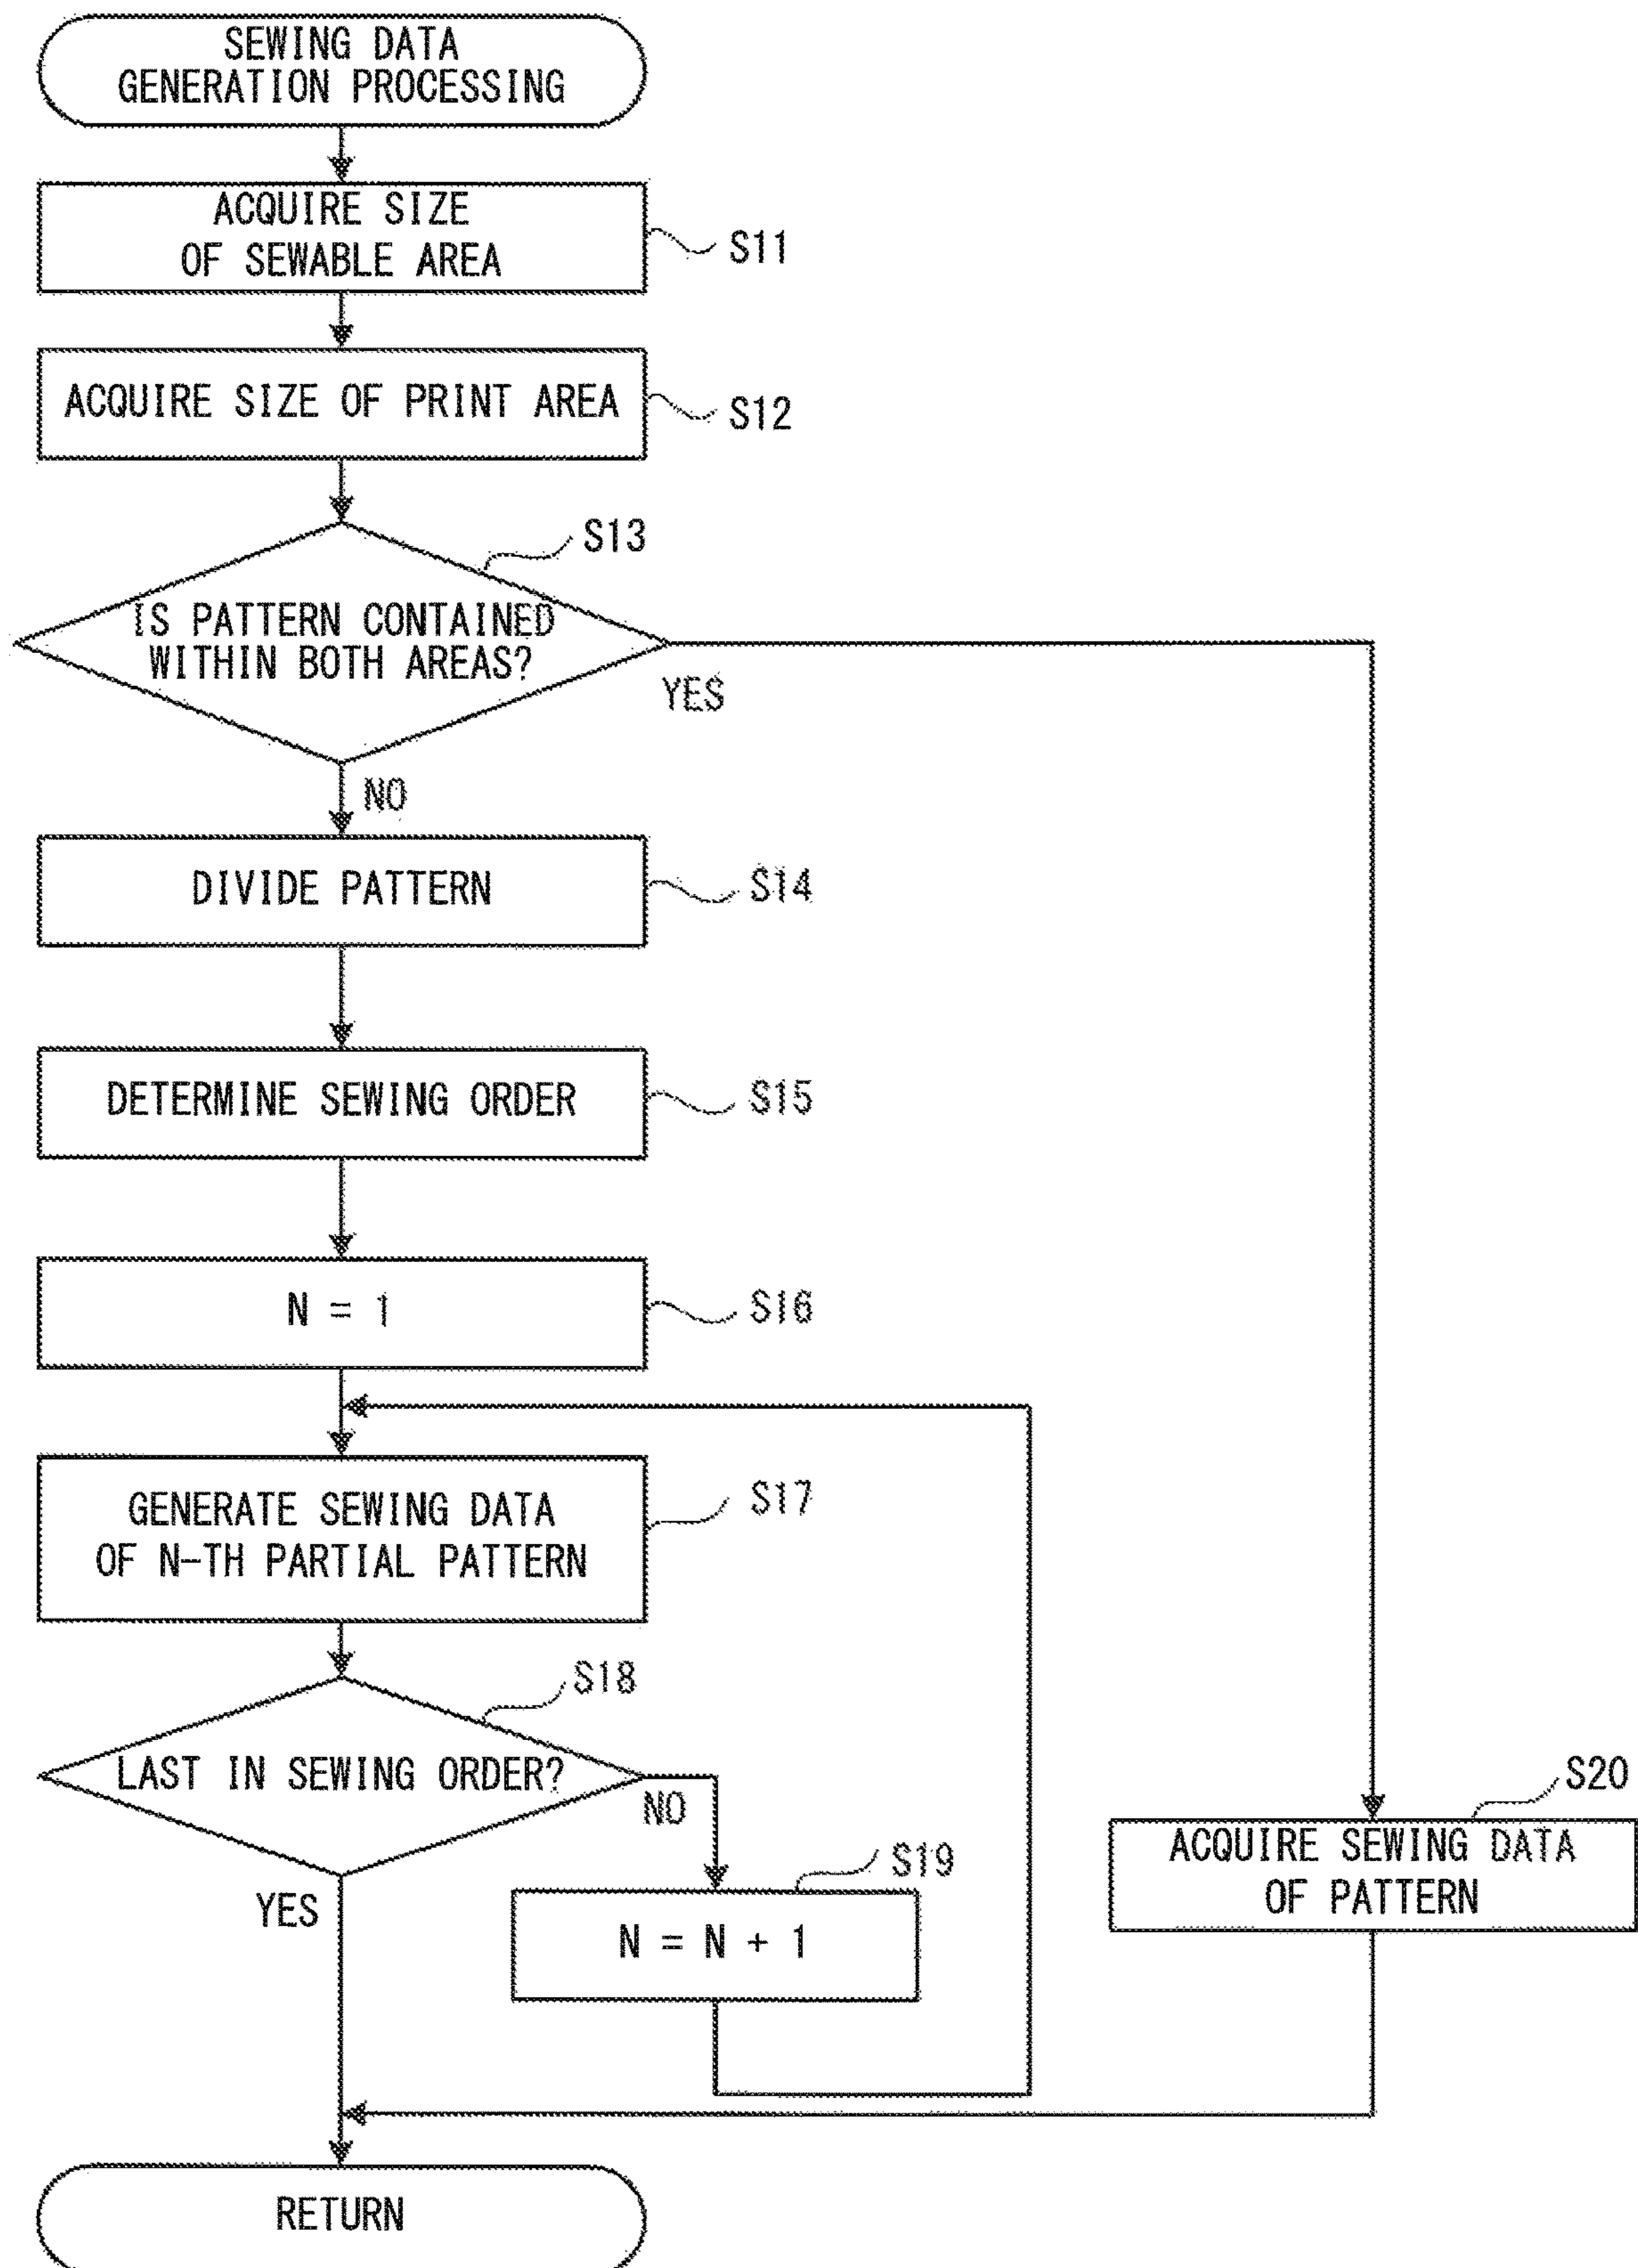 SEWING DATA
GENERATION PROCESSING
ACQUIRE SIZE
OF SEWABLE AREA
S11
ACQUIRE SIZE OF PRINT AREA
S12
S13
IS PATTERN CONTAINED
WITHIN BOTH AREAS?
YES
NO
DIVIDE PATTERN
S14
DETERMINE SEWING ORDER
S15
N = 1
S16
GENERATE SEWING DATA
OF N-TH PARTIAL PATTERN
S17
S18
LAST IN SEWING ORDER?
NO
YES
S19
N = N + 1
S20
ACQUIRE SEWING DATA
OF PATTERN
RETURN